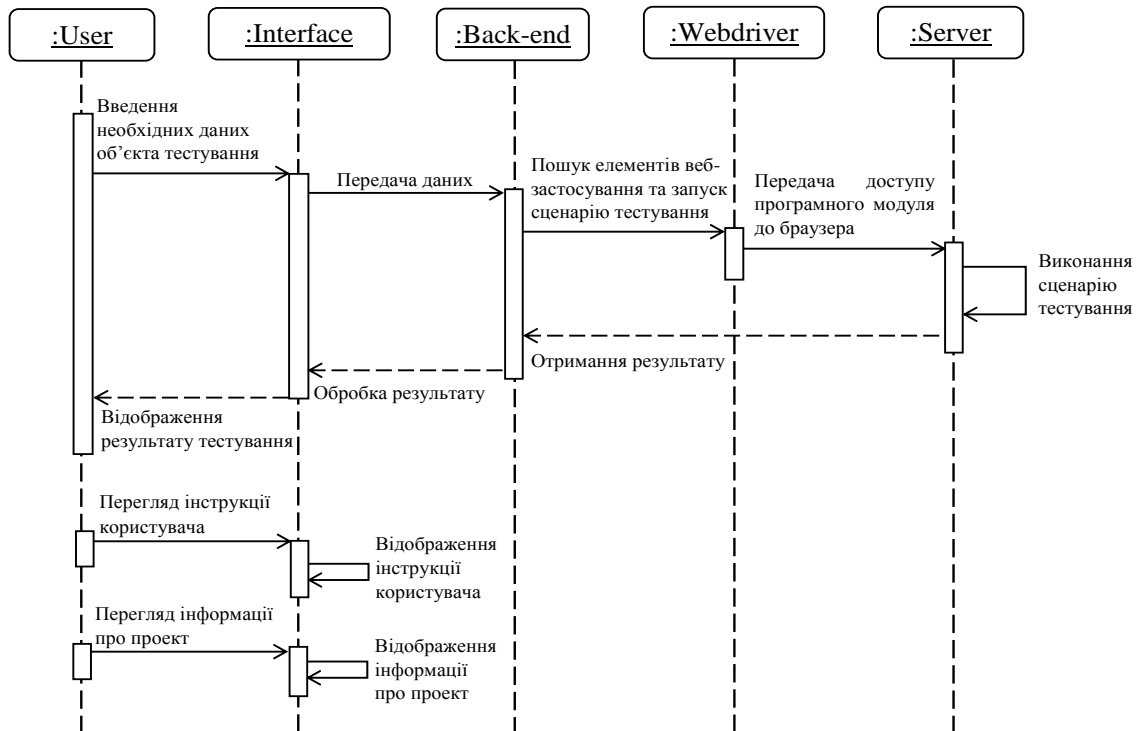 :User
:Interface
:Back-end
:Webdriver
:Server
Введення
необхідних даних
об’єкта тестування
Передача даних
Пошук елементів веб-
застосування та запуск
сценарію тестування
Передача доступу
програмного модуля
до браузера
Виконання
сценарію
тестування
Отримання результату
Обробка результату
Відображення
результату тестування
Перегляд інструкції
користувача
Відображення
інструкції
користувача
Перегляд інформації
про проект
Відображення
інформації
про проект